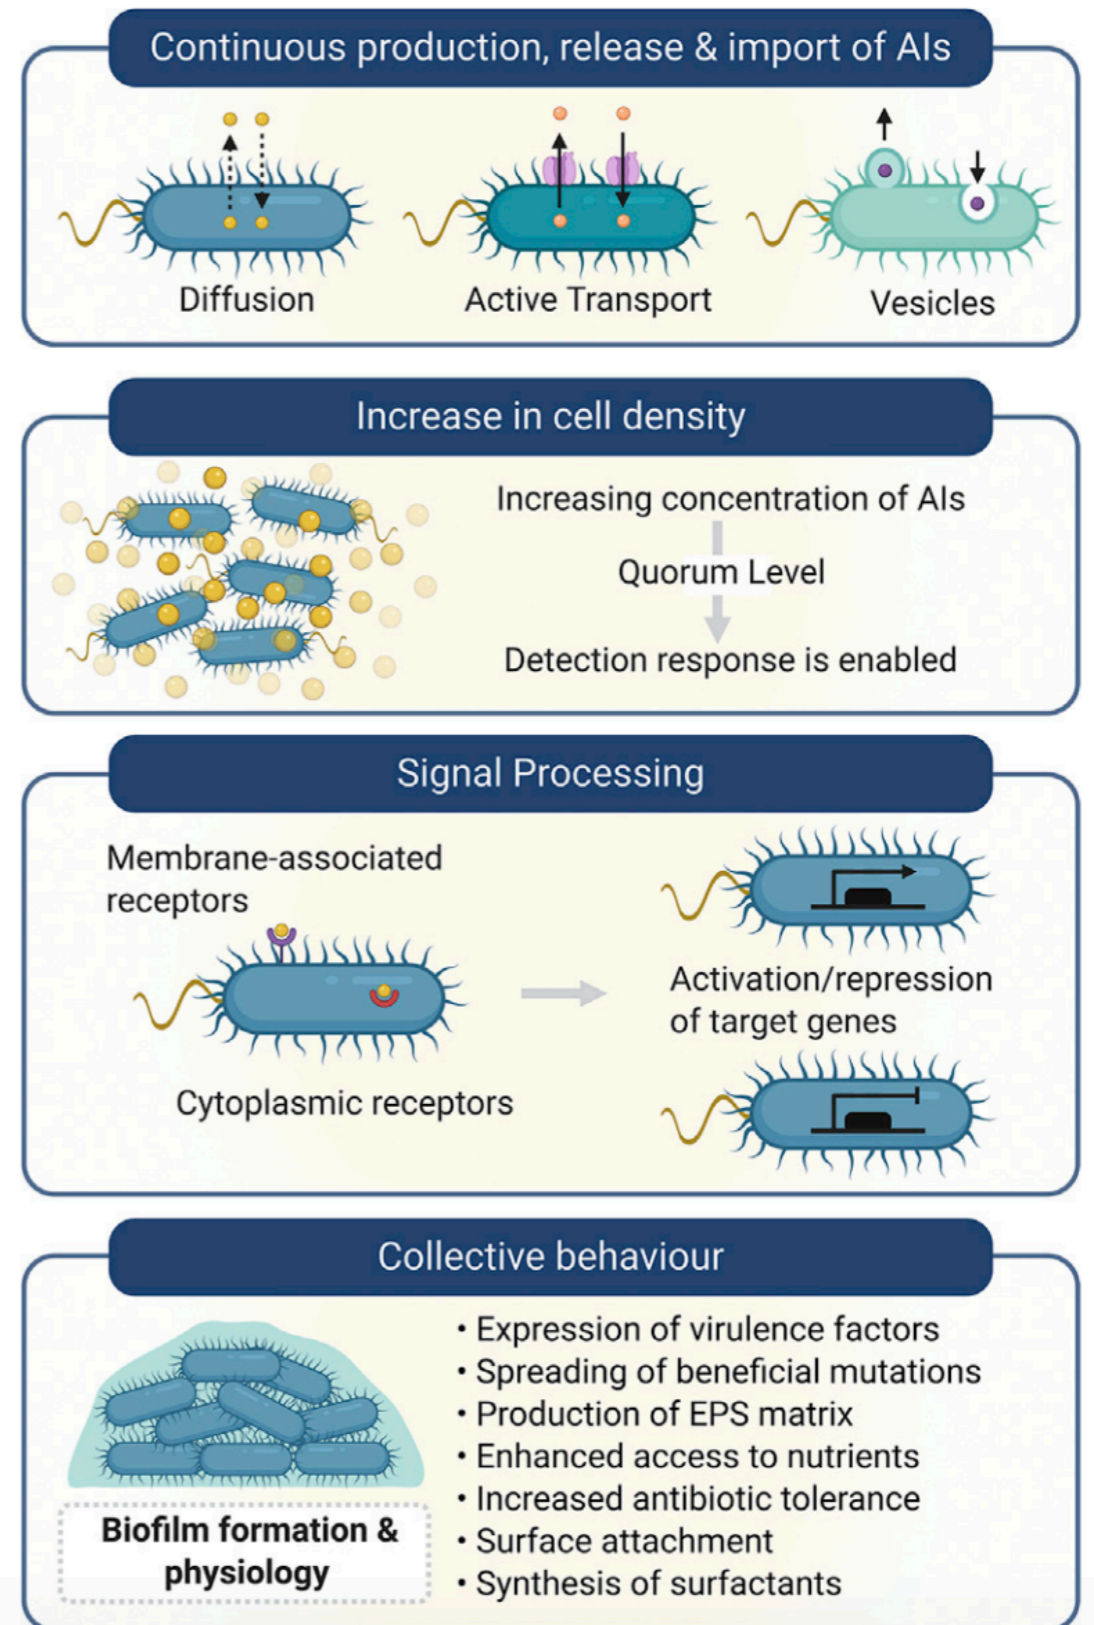 Continuous production, release & import of AIs
Diffusion
Active Transport
Vesicles
Increase in cell density
Increasing concentration of AIs
Quorum Level
Detection response is enabled
Signal Processing
Membrane-associated
receptors
Cytoplasmic receptors
Activation/repression
of target genes
Collective behaviour
Biofilm formation &
physiology
• Expression of virulence factors
• Spreading of beneficial mutations
• Production of EPS matrix
• Enhanced access to nutrients
• Increased antibiotic tolerance
• Surface attachment
• Synthesis of surfactants